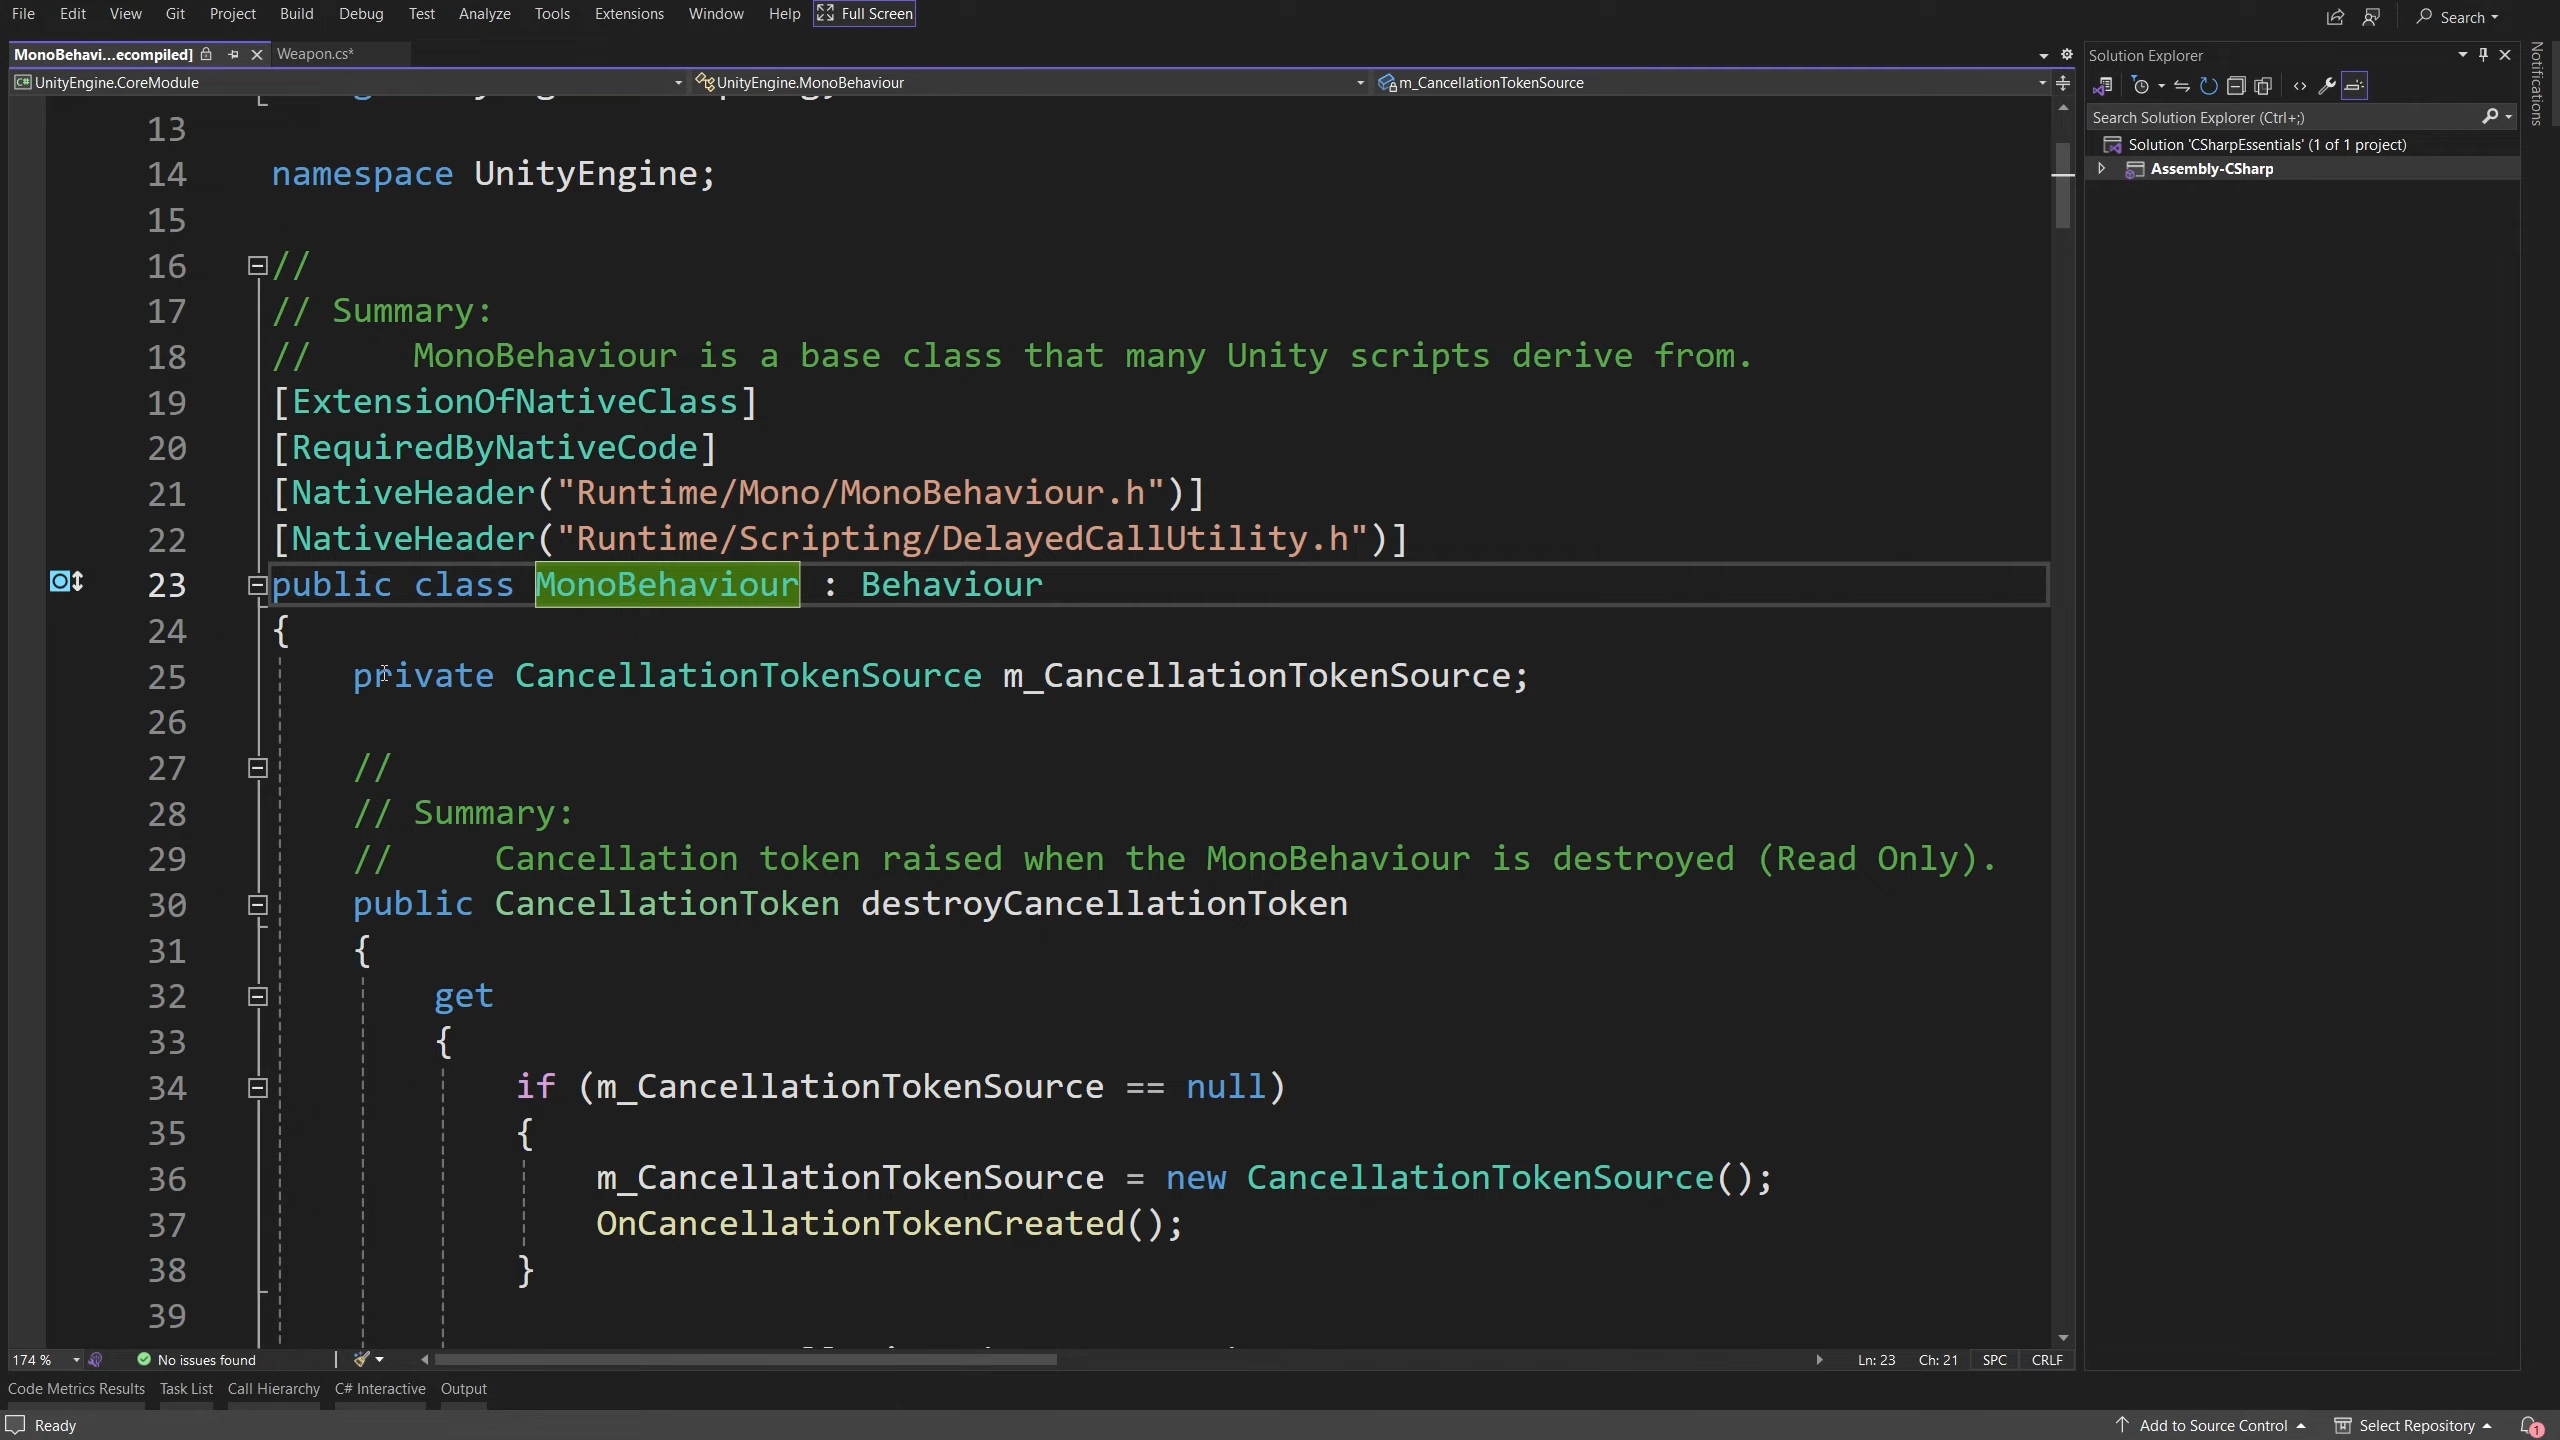 File Edit View Git Project Build Debug Test Analyze Tools Extensions Window Help Full Screen Search
MonoBehavi...ecompiled] Weapon.cs*
UnityEngine.CoreModule UnityEngine.MonoBehaviour m_CancellationTokenSource
13
14 namespace UnityEngine;
15
16 //
17 // Summary:
18 //     MonoBehaviour is a base class that many Unity scripts derive from.
19 [ExtensionOfNativeClass]
20 [RequiredByNativeCode]
21 [NativeHeader("Runtime/Mono/MonoBehaviour.h")]
22 [NativeHeader("Runtime/Scripting/DelayedCallUtility.h")]
23 public class MonoBehaviour : Behaviour
24 {
25 private CancellationTokenSource m_CancellationTokenSource;
26
27 //
28 // Summary:
29 //     Cancellation token raised when the MonoBehaviour is destroyed (Read Only).
30 public CancellationToken destroyCancellationToken
31 {
32 get
33 {
34 if (m_CancellationTokenSource == null)
35 {
36 m_CancellationTokenSource = new CancellationTokenSource();
37 OnCancellationTokenCreated();
38 }
39
174 % No issues found Ln: 23 Ch: 21 SPC CRLF
Code Metrics Results Task List Call Hierarchy C# Interactive Output
Ready Add to Source Control Select Repository 1
Solution Explorer
Search Solution Explorer (Ctrl+;)
Solution 'CSharpEssentials' (1 of 1 project)
Assembly-CSharp
Notifications